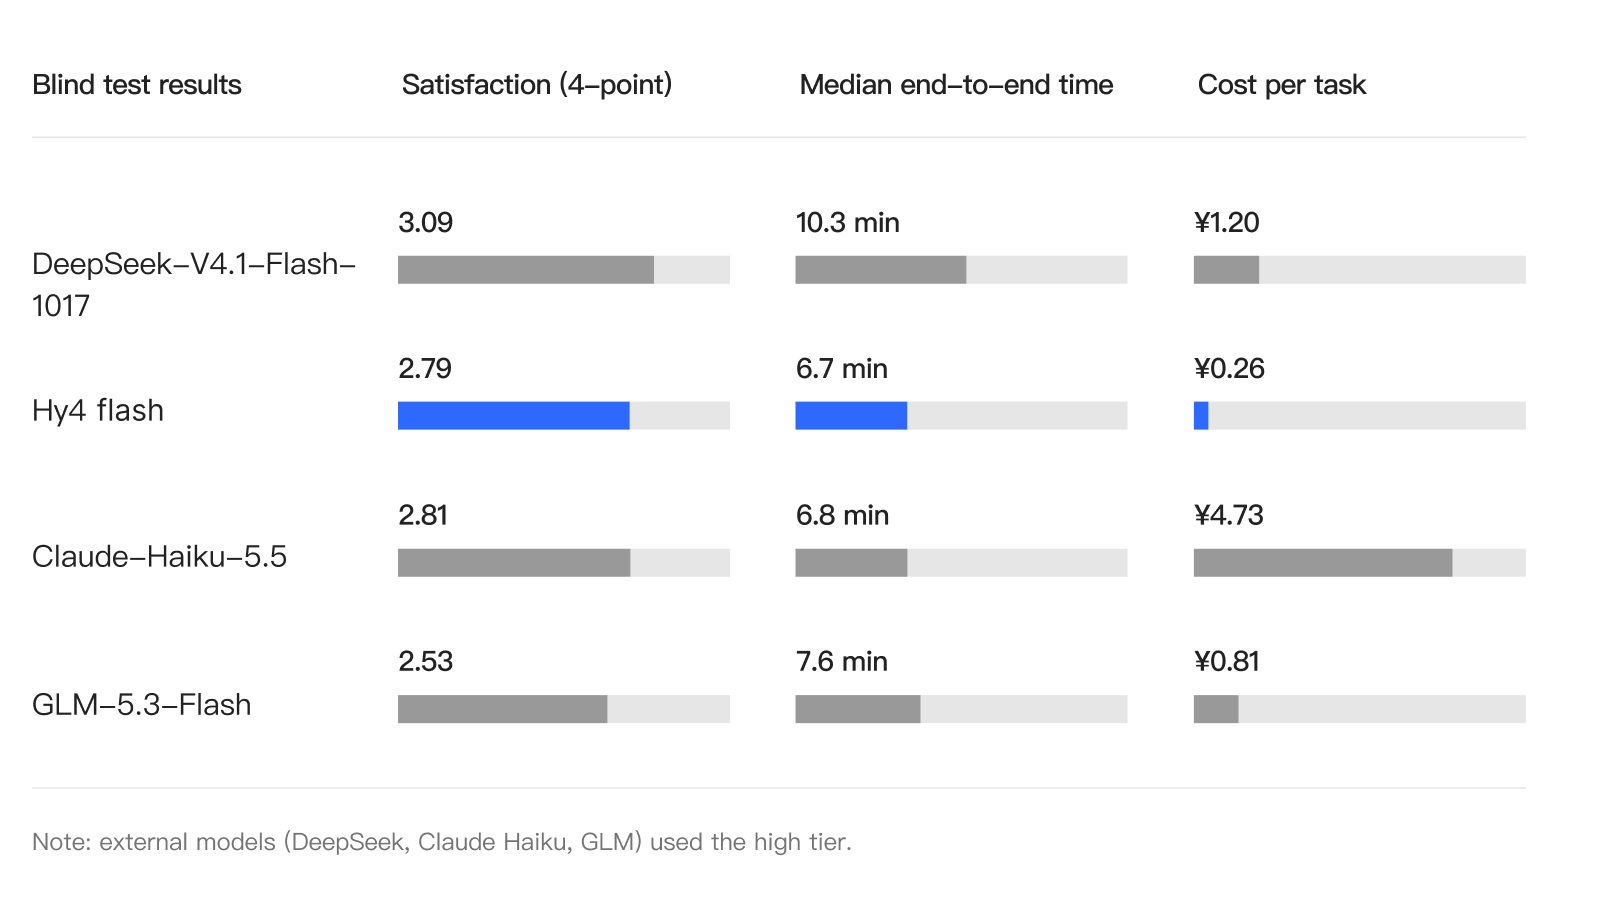 Blind test results Satisfaction (4–point) Median end–to–end time Cost per task
3.09 10.3 min ¥1.20
DeepSeek–V4.1–Flash–
1017
2.79 6.7 min ¥0.26
Hy4 flash
2.81 6.8 min ¥4.73
Claude–Haiku–5.5
2.53 7.6 min ¥0.81
GLM–5.3–Flash
Note: external models (DeepSeek, Claude Haiku, GLM) used the high tier.